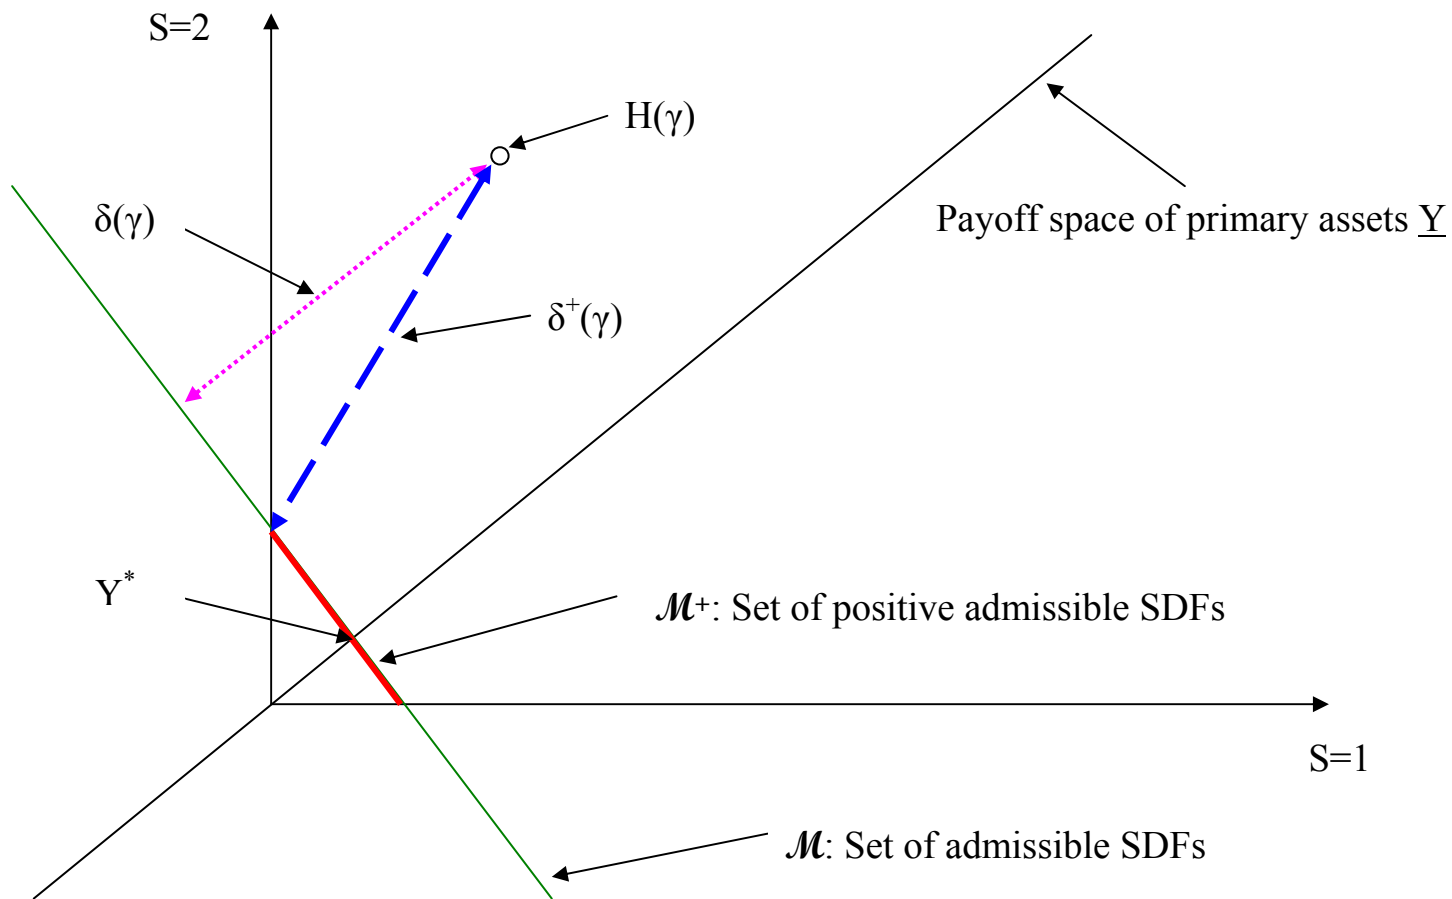 S=2
H(γ)
δ(γ)
Payoff space of primary assets Y
δ⁺(γ)
Y*
ℳ⁺: Set of positive admissible SDFs
S=1
ℳ: Set of admissible SDFs